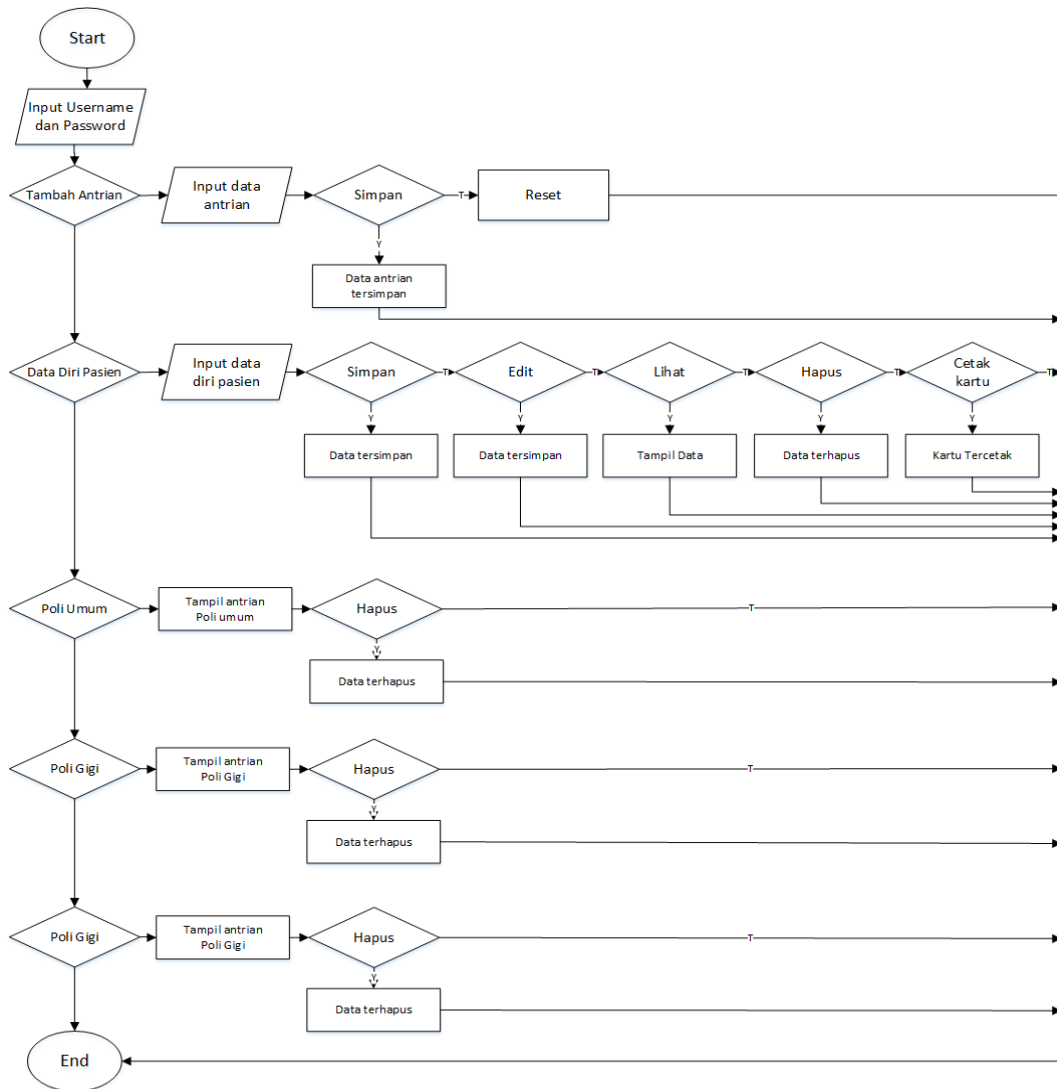 Start
Input Username
dan Password
Tambah Antrian
Input data
antrian
Simpan
T
Reset
Y
Data antrian
tersimpan
Data Diri Pasien
Input data
diri pasien
Simpan
T
Edit
T
Lihat
T
Hapus
T
Cetak
kartu
T
Y
Y
Y
Y
Y
Data tersimpan
Data tersimpan
Tampil Data
Data terhapus
Kartu Tercetak
Poli Umum
Tampil antrian
Poli umum
Hapus
T
Y
Data terhapus
Poli Gigi
Tampil antrian
Poli Gigi
Hapus
T
Y
Data terhapus
Poli Gigi
Tampil antrian
Poli Gigi
Hapus
T
Y
Data terhapus
End